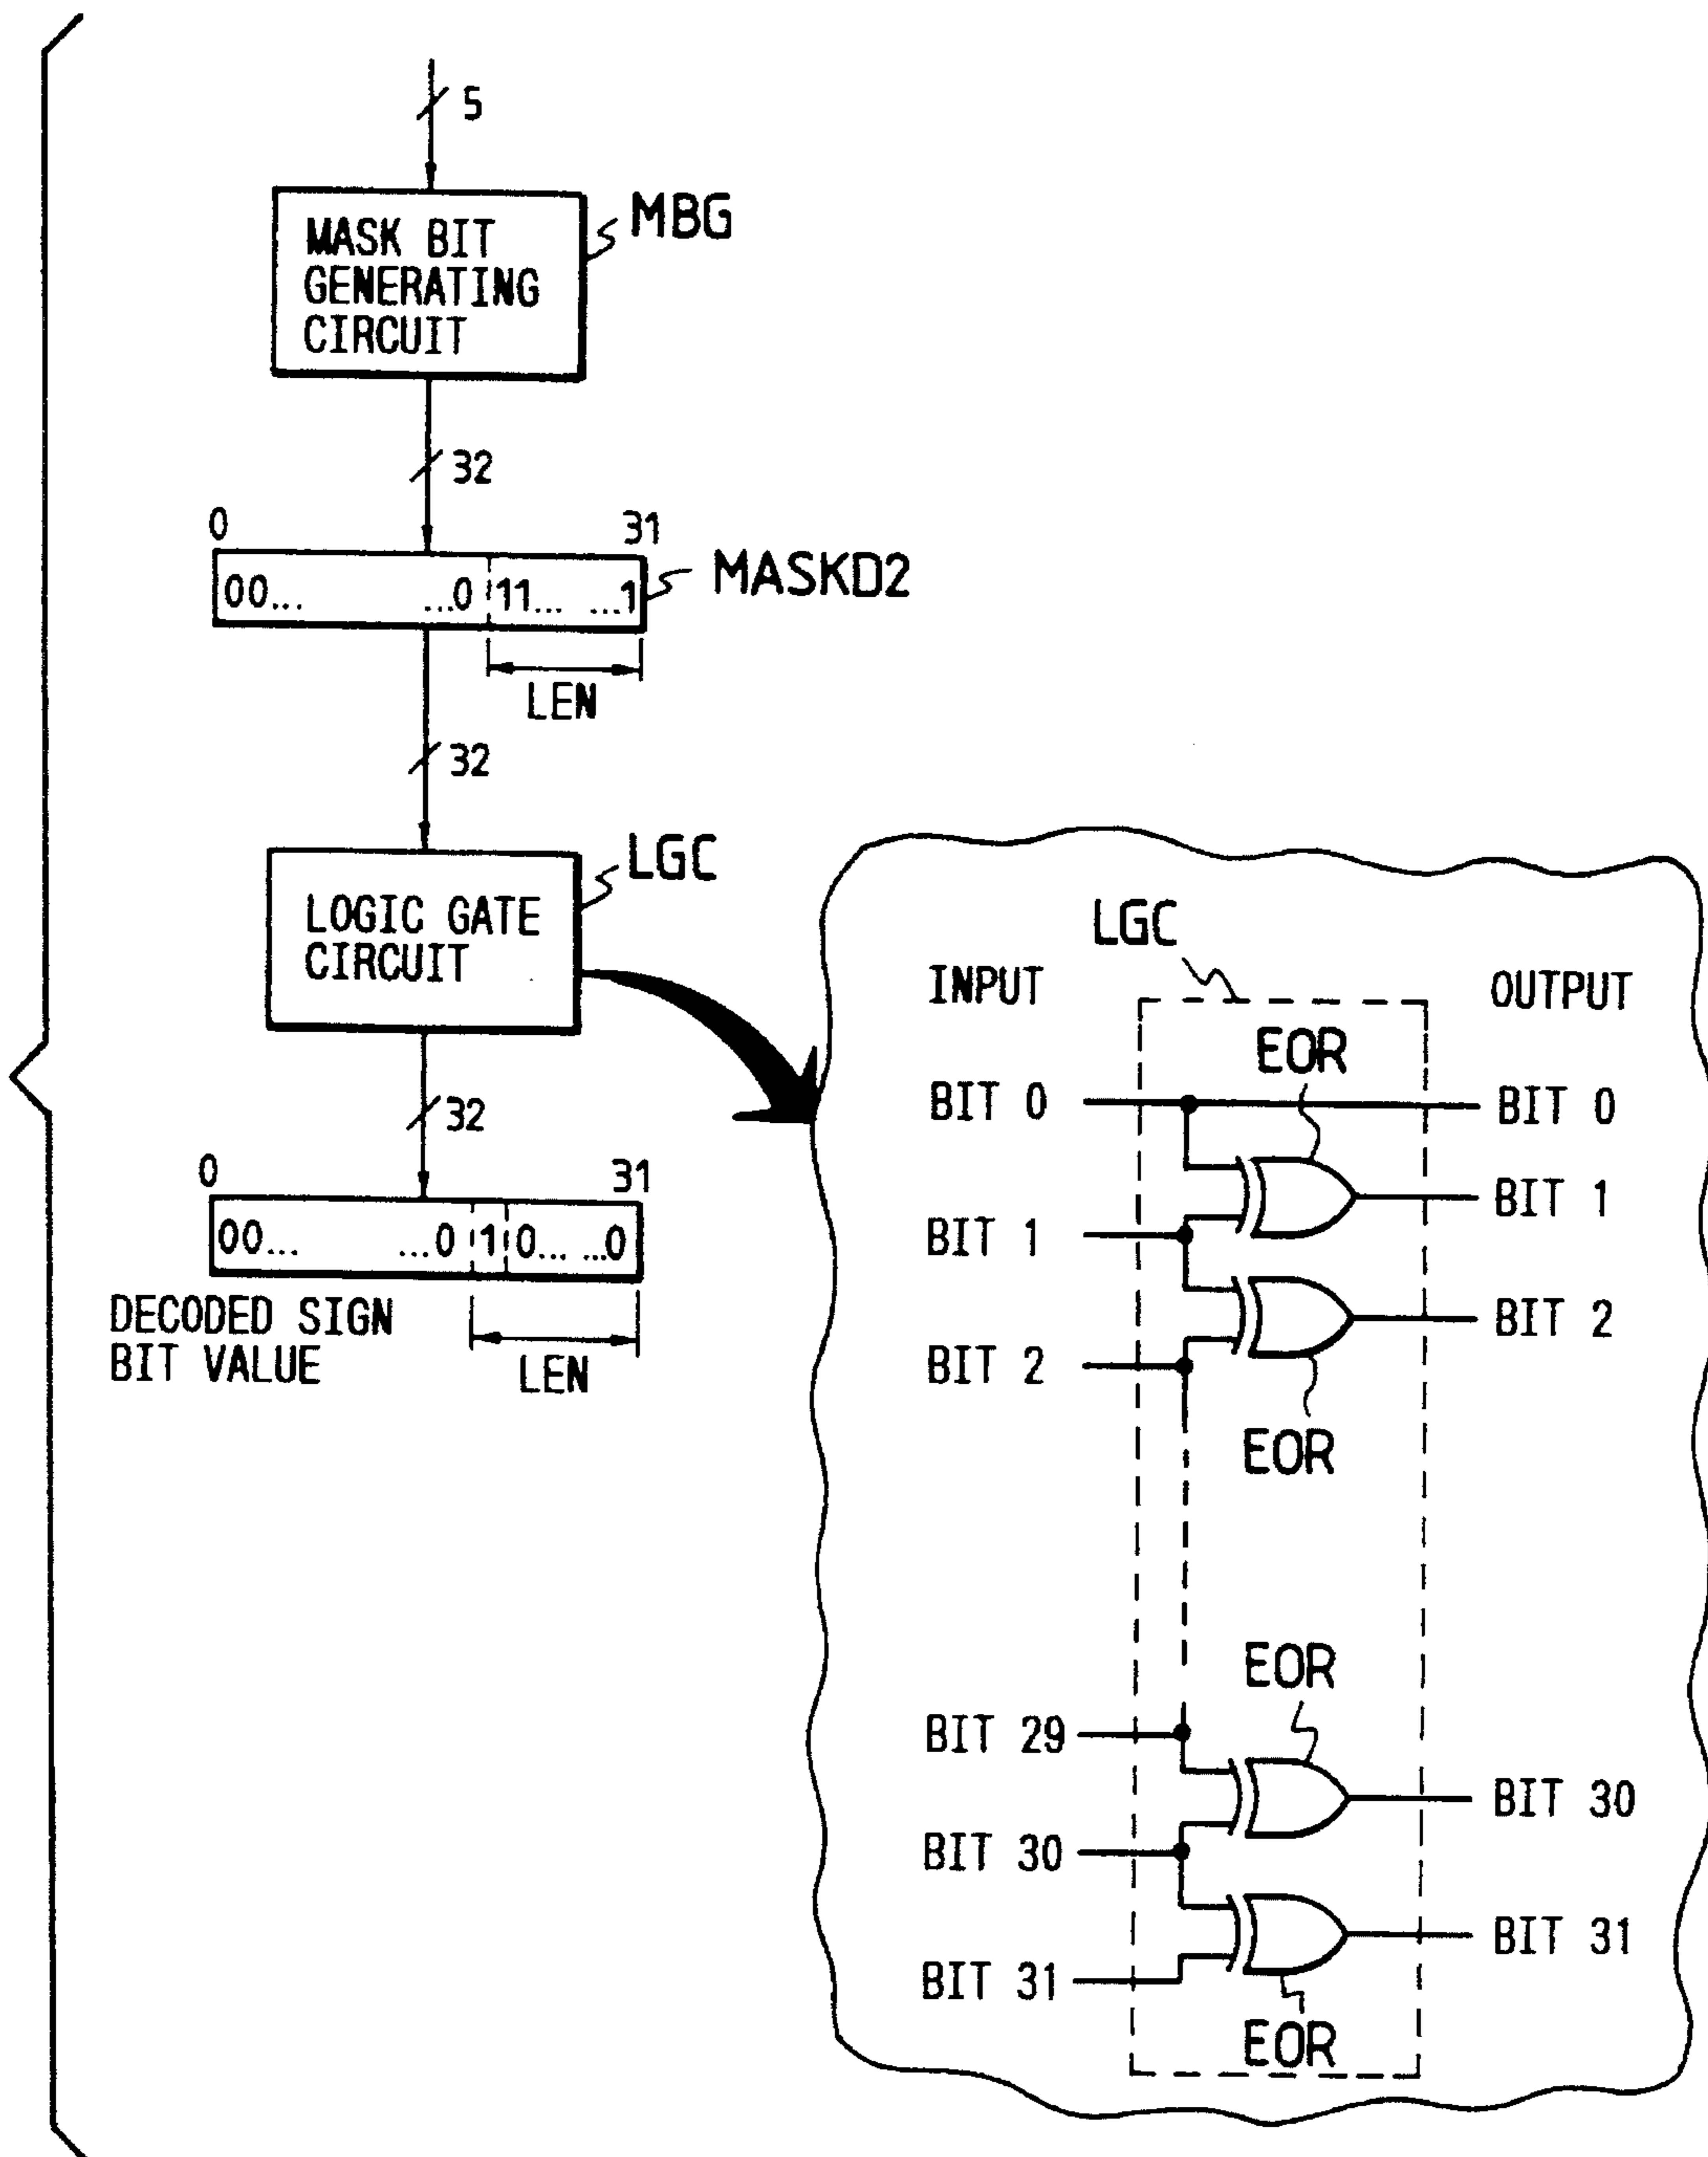 5
MASK BIT
GENERATING
CIRCUIT
MBG
32
0 31
00... ...0 11... ...1
MASKD2
LEN
32
LOGIC GATE
CIRCUIT
LGC
32
0 31
00... ...0 1 0... ...0
DECODED SIGN
BIT VALUE
LEN
LGC
INPUT OUTPUT
EOR
BIT 0 BIT 0
BIT 1
BIT 1
BIT 2
BIT 2
EOR
EOR
BIT 29
BIT 30
BIT 30
BIT 31
BIT 31
EOR